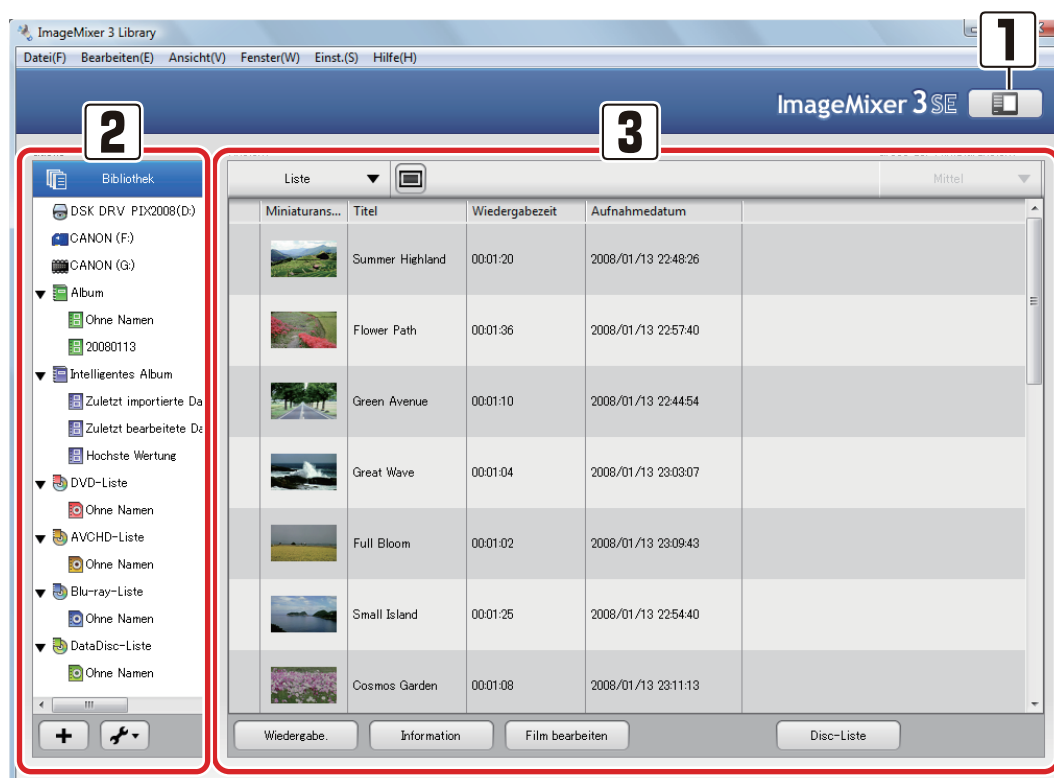 ImageMixer 3 Library
Datei(F) Bearbeiten(E) Ansicht(V) Fenster(W) Einst.(S) Hilfe(H)
1
ImageMixer 3 SE
2
3
Bibliothek
DSK DRV PIX2008(D:)
CANON (F:)
CANON (G:)
Album
Ohne Namen
20080113
Intelligentes Album
Zuletzt importierte Da
Zuletzt bearbeitete Da
Hochste Wertung
DVD-Liste
Ohne Namen
AVCHD-Liste
Ohne Namen
Blu-ray-Liste
Ohne Namen
DataDisc-Liste
Ohne Namen
Liste
Mittel
Miniaturans... Titel Wiedergabezeit Aufnahmedatum
Summer Highland 00:01:20 2008/01/13 22:48:26
Flower Path 00:01:36 2008/01/13 22:57:40
Green Avenue 00:01:10 2008/01/13 22:44:54
Great Wave 00:01:04 2008/01/13 23:03:07
Full Bloom 00:01:02 2008/01/13 23:09:43
Small Island 00:01:25 2008/01/13 22:54:40
Cosmos Garden 00:01:08 2008/01/13 23:11:13
Wiedergabe. Information Film bearbeiten Disc-Liste